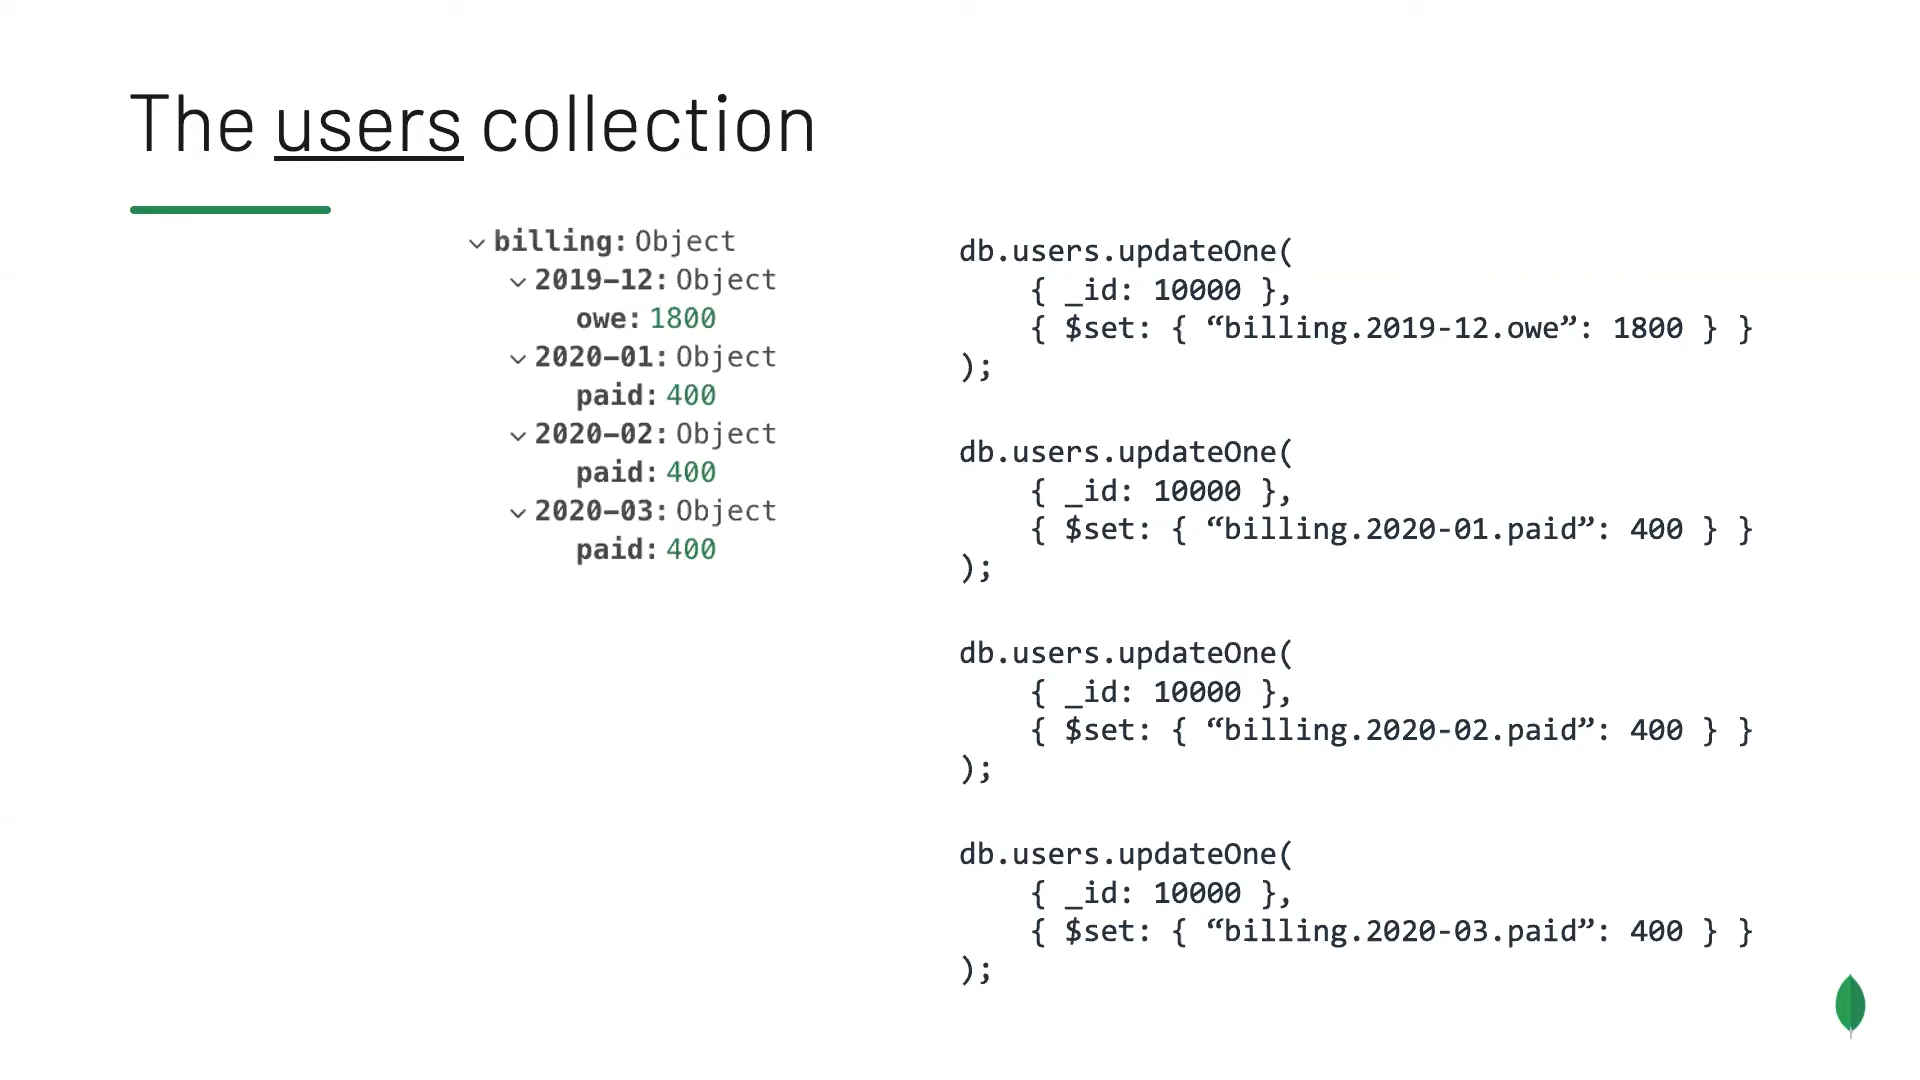 The users collection
billing: Object
2019-12: Object
owe: 1800
2020-01: Object
paid: 400
2020-02: Object
paid: 400
2020-03: Object
paid: 400
db.users.updateOne(
{ _id: 10000 },
{ $set: { “billing.2019-12.owe”: 1800 } }
);
db.users.updateOne(
{ _id: 10000 },
{ $set: { “billing.2020-01.paid”: 400 } }
);
db.users.updateOne(
{ _id: 10000 },
{ $set: { “billing.2020-02.paid”: 400 } }
);
db.users.updateOne(
{ _id: 10000 },
{ $set: { “billing.2020-03.paid”: 400 } }
);